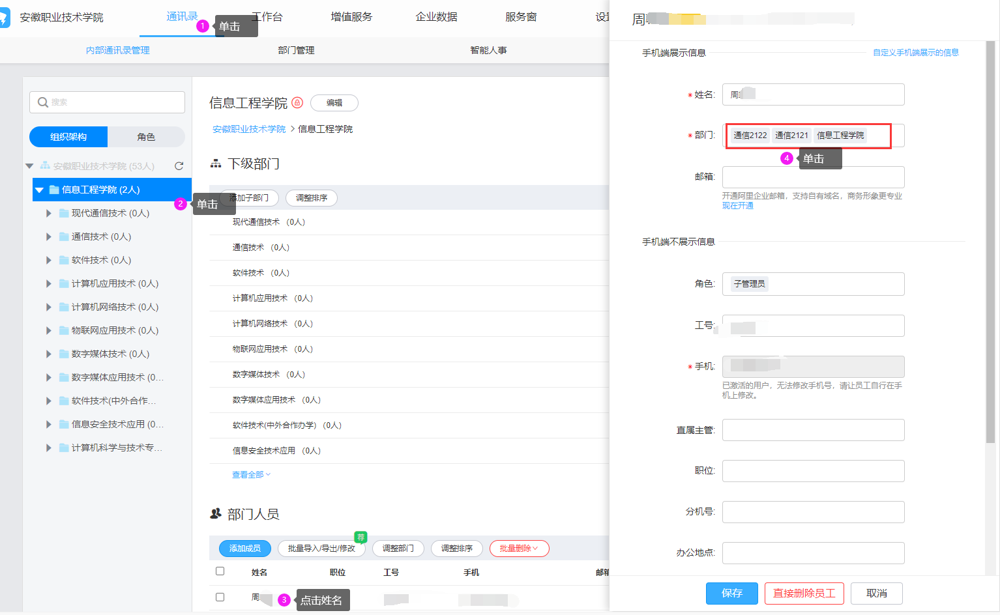 安徽职业技术学院
通讯录
工作台
增值服务
企业数据
服务窗
1
单击
内部通讯录管理
部门管理
智能人事
搜索
组织架构
角色
安徽职业技术学院 (53人)
信息工程学院 (2人)
2
单击
现代通信技术 (0人)
通信技术 (0人)
软件技术 (0人)
计算机应用技术 (0人)
计算机网络技术 (0人)
物联网应用技术 (0人)
数字媒体技术 (0人)
数字媒体应用技术 (0...
软件技术(中外合作...
信息安全技术应用 (0...
计算机科学与技术专...
信息工程学院
编辑
安徽职业技术学院 > 信息工程学院
下级部门
添加子部门
调整排序
现代通信技术 (0人)
通信技术 (0人)
软件技术 (0人)
计算机应用技术 (0人)
计算机网络技术 (0人)
物联网应用技术 (0人)
数字媒体技术 (0人)
数字媒体应用技术 (0人)
软件技术(中外合作办学) (0人)
信息安全技术应用 (0人)
查看全部
部门人员
添加成员
批量导入/导出/修改
荐
调整部门
调整排序
批量删除
姓名
职位
工号
手机
周
3
点击姓名
周
手机端展示信息
自定义手机端展示的信息
*姓名:
周
*部门:
通信2122
通信2121
信息工程学院
4
单击
邮箱:
开通阿里企业邮箱，支持自有域名，商务形象更专业
现在开通
手机端不展示信息
角色:
子管理员
工号:
*手机:
已激活的用户，无法修改手机号，请让员工自行在手
机上修改。
直属主管:
职位:
分机号:
办公地点:
保存
直接删除员工
取消